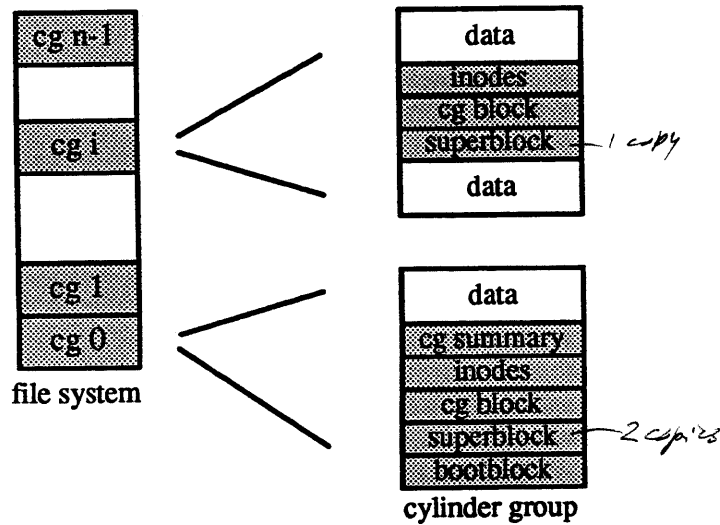 cg n-1
cg i
cg 1
cg 0
file system
data
inodes
cg block
superblock
1 copy
data
data
cg summary
inodes
cg block
superblock
2 copies
bootblock
cylinder group